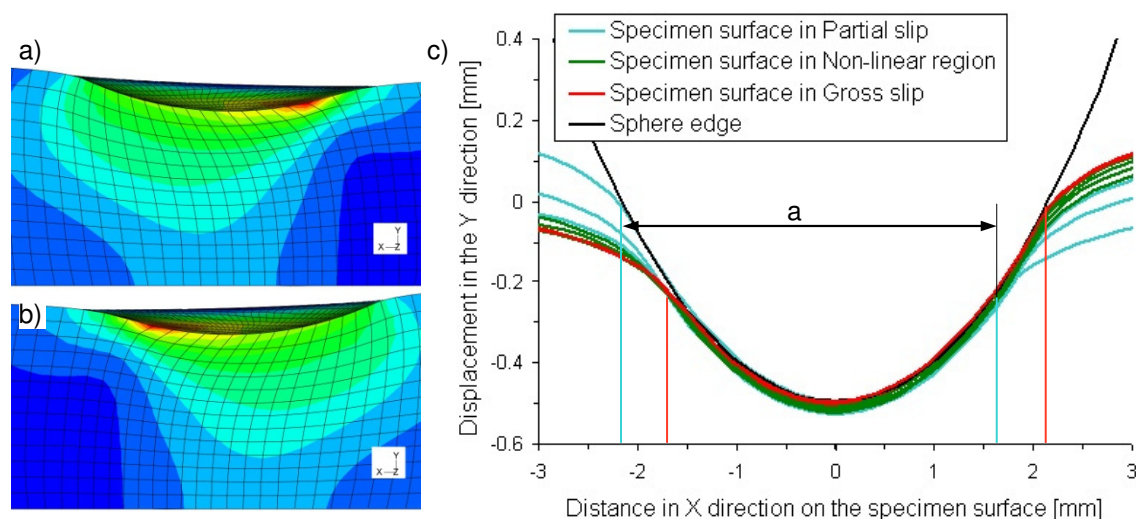 a)
Y
X Z
b)
Y
X Z
c)
Specimen surface in Partial slip
Specimen surface in Non-linear region
Specimen surface in Gross slip
Sphere edge
Displacement in the Y direction [mm]
0.4
0.2
0
-0.2
-0.4
-0.6
a
-3
-2
-1
0
1
2
3
Distance in X direction on the specimen surface [mm]